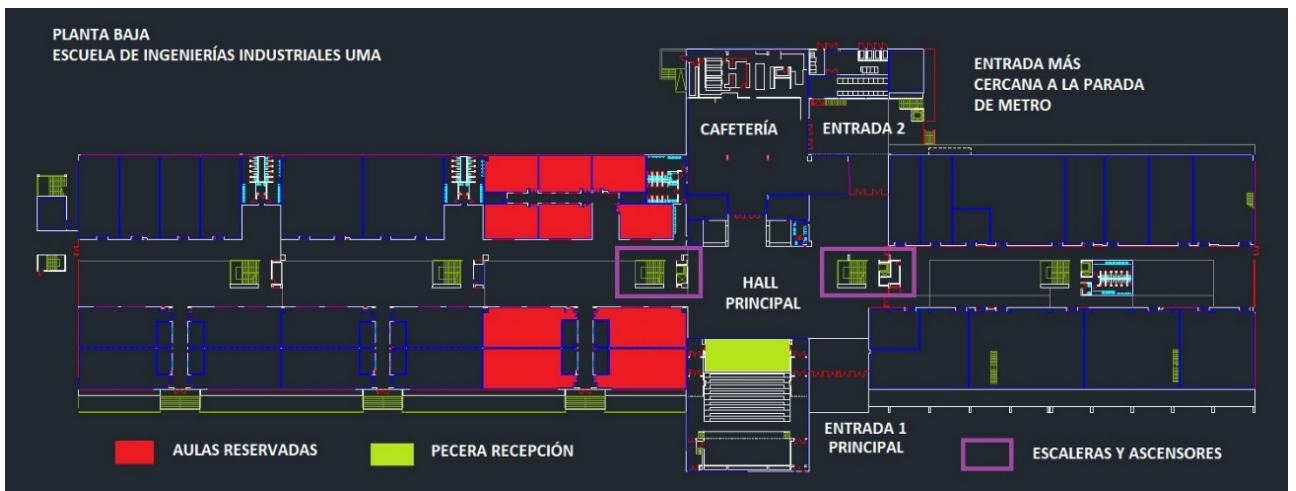 PLANTA BAJA
ESCUELA DE INGENIERÍAS INDUSTRIALES UMA
ENTRADA MÁS
CERCANA A LA PARADA
DE METRO
CAFETERÍA
ENTRADA 2
HALL
PRINCIPAL
ENTRADA 1
PRINCIPAL
AULAS RESERVADAS
PECERA RECEPCIÓN
ESCALERAS Y ASCENSORES